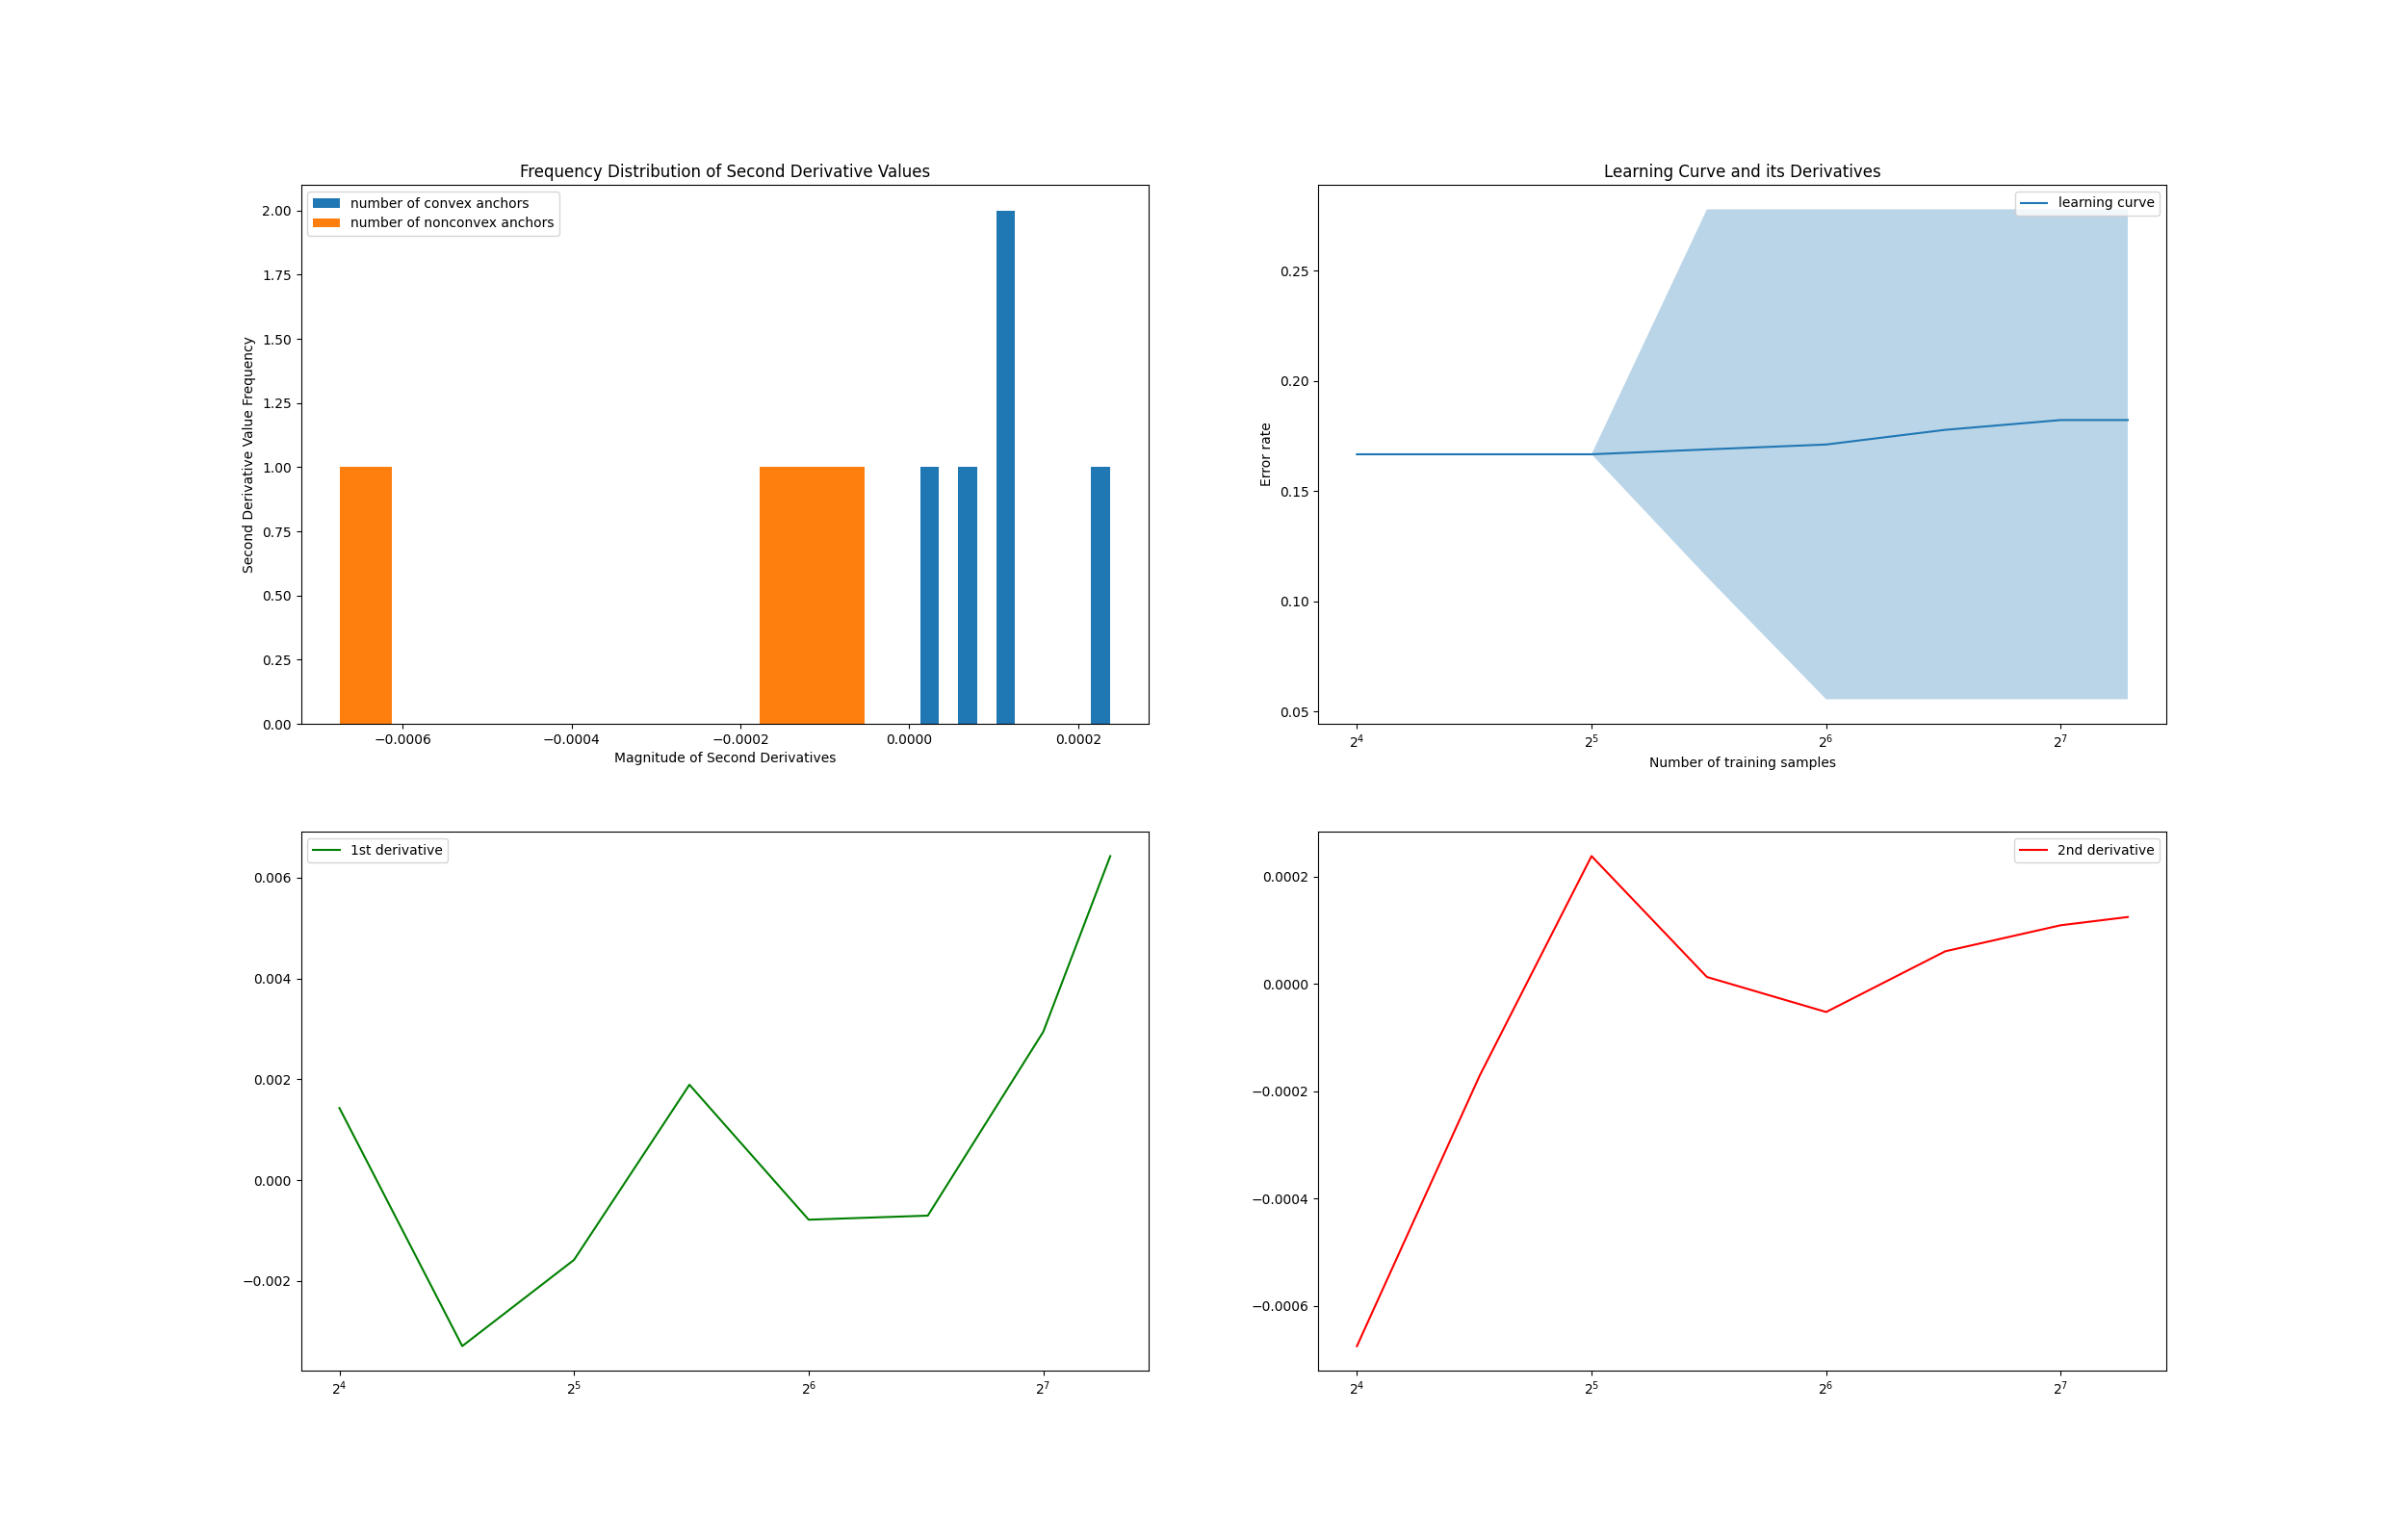 Frequency Distribution of Second Derivative Values
number of convex anchors
number of nonconvex anchors
2.00
1.75
1.50
1.25
1.00
0.75
0.50
0.25
0.00
Second Derivative Value Frequency
−0.0006 −0.0004 −0.0002 0.0000 0.0002
Magnitude of Second Derivatives
Learning Curve and its Derivatives
learning curve
0.25
0.20
0.15
0.10
0.05
Error rate
2⁴ 2⁵ 2⁶ 2⁷
Number of training samples
1st derivative
0.006
0.004
0.002
0.000
−0.002
2⁴ 2⁵ 2⁶ 2⁷
2nd derivative
0.0002
0.0000
−0.0002
−0.0004
−0.0006
2⁴ 2⁵ 2⁶ 2⁷